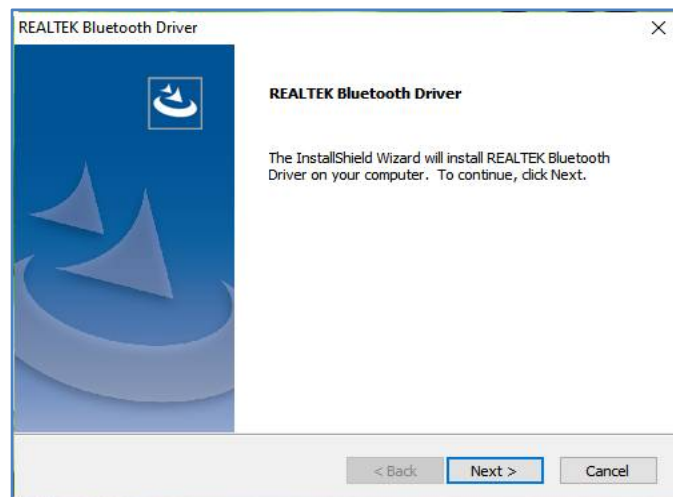 REALTEK Bluetooth Driver
REALTEK Bluetooth Driver
The InstallShield Wizard will install REALTEK Bluetooth
Driver on your computer. To continue, click Next.
< Back Next > Cancel